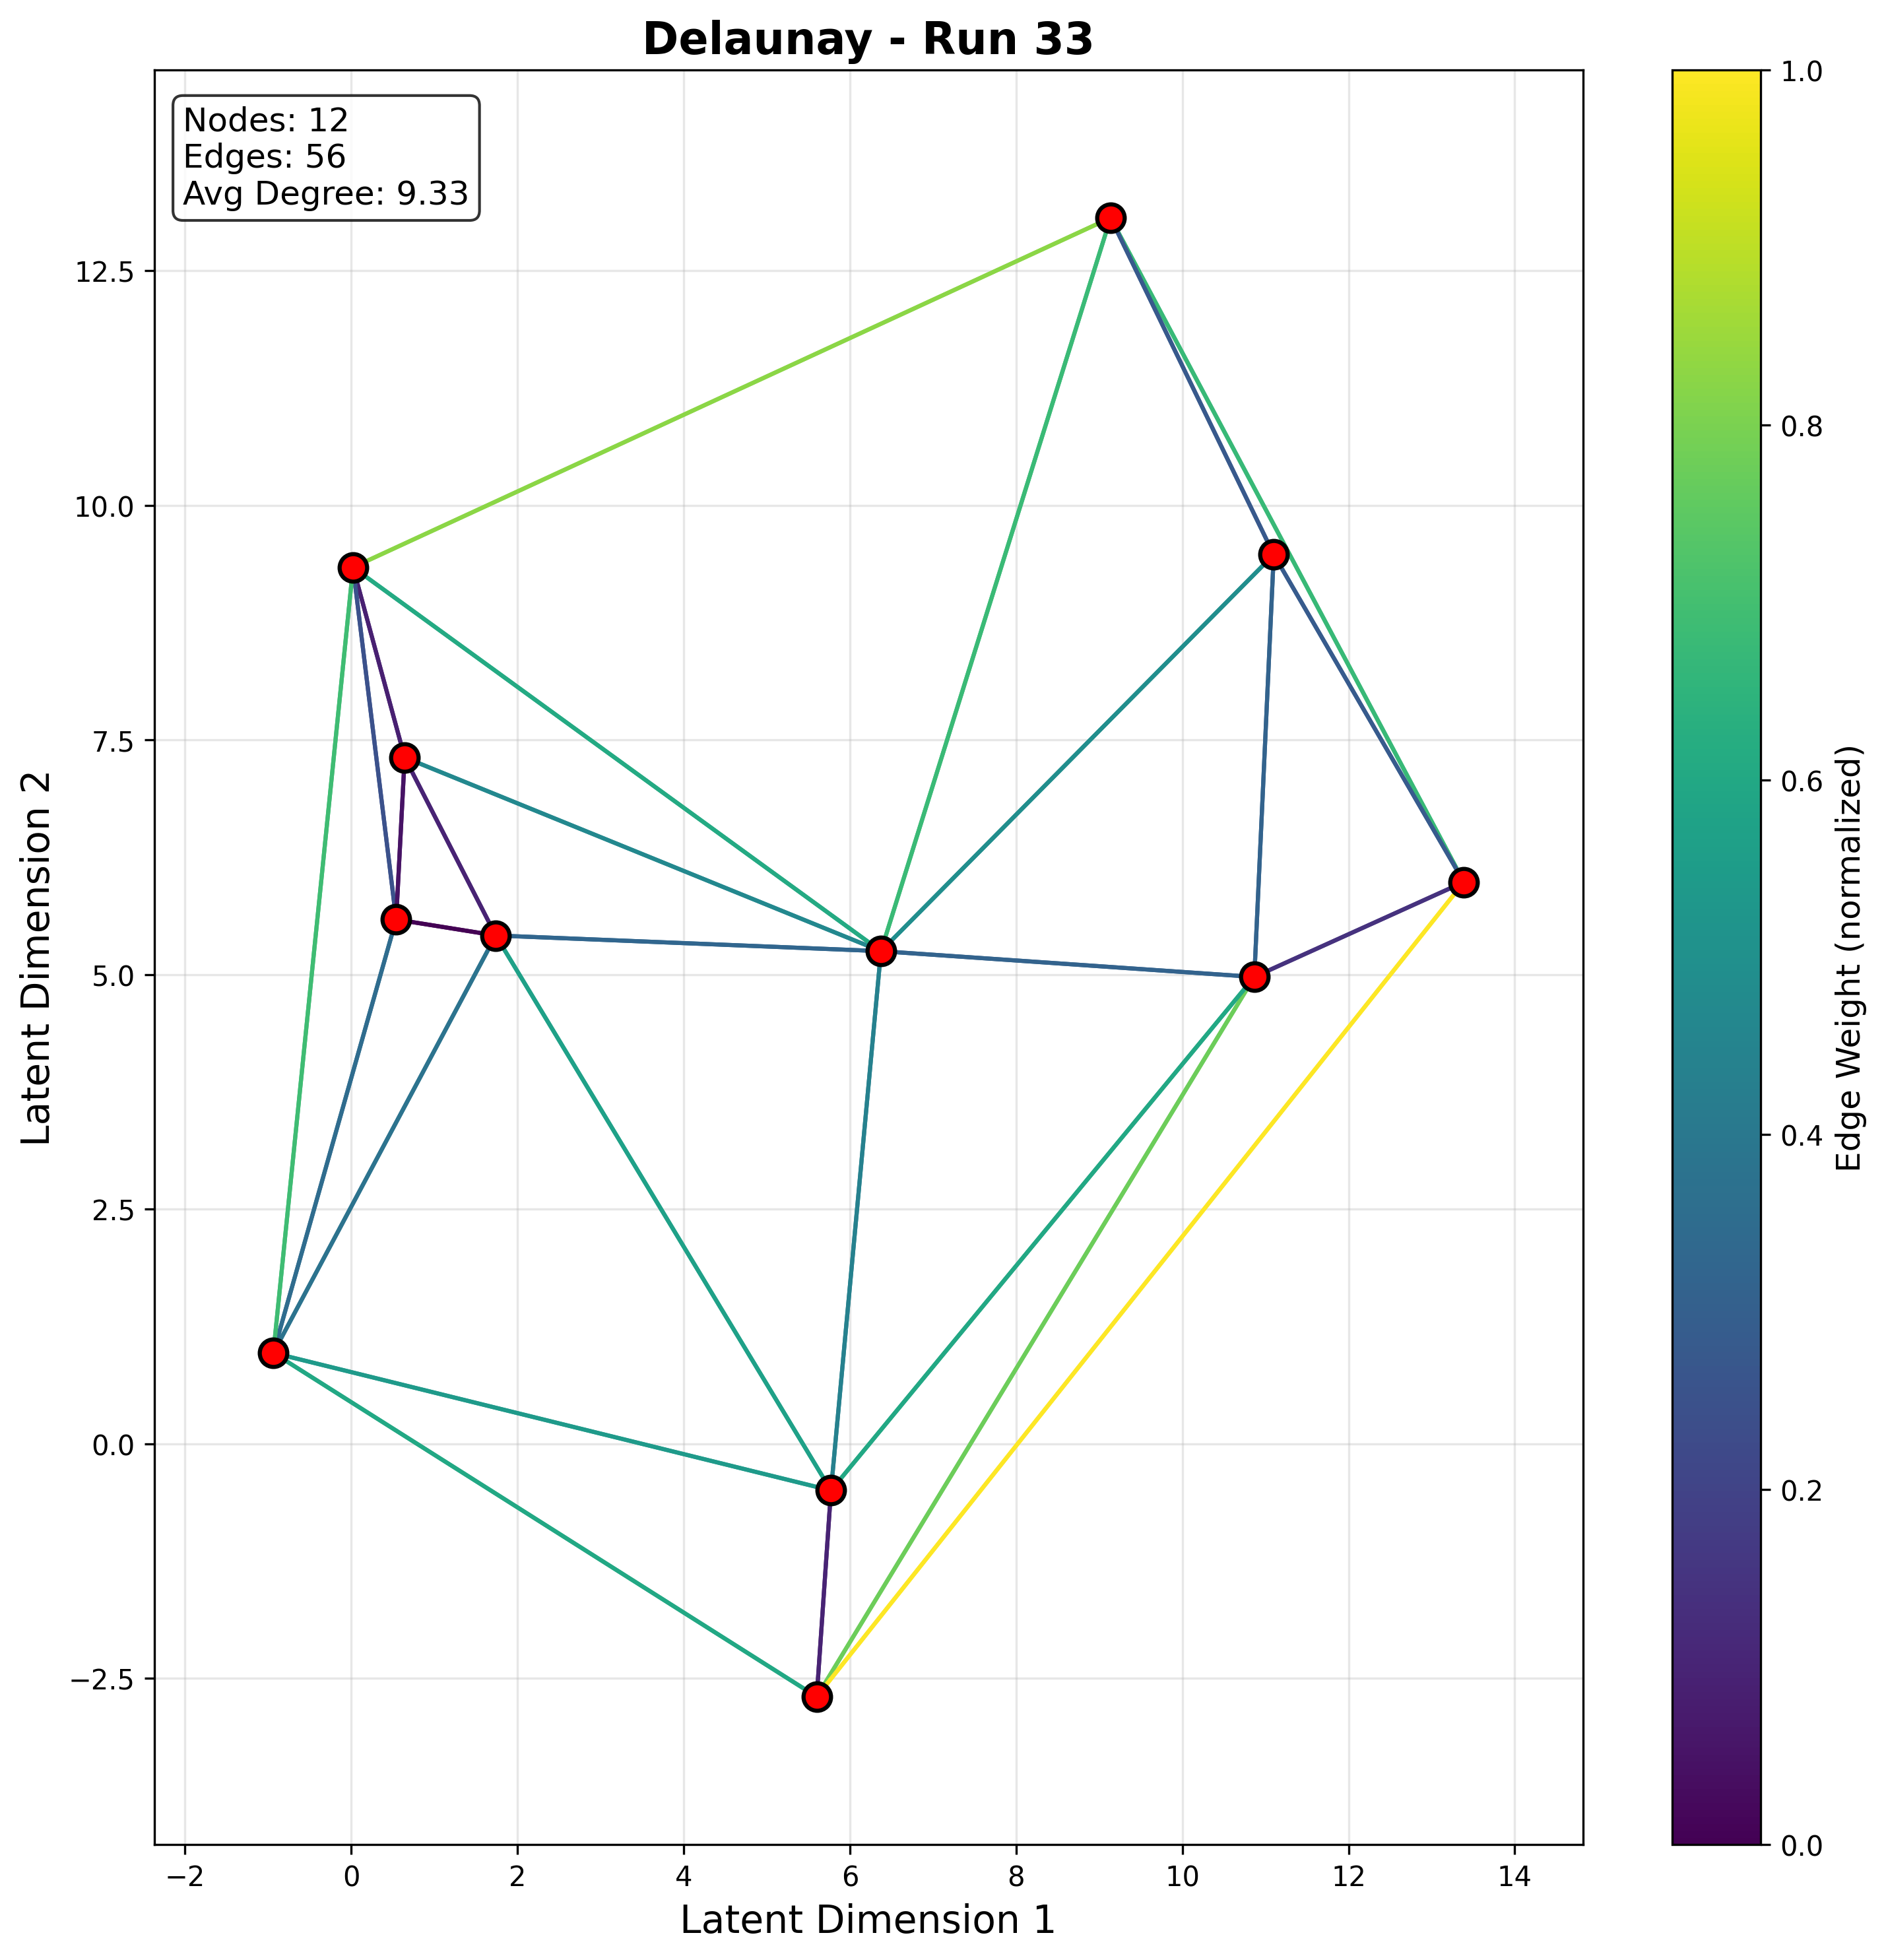 Delaunay - Run 33
Nodes: 12
Edges: 56
Avg Degree: 9.33
12.5
10.0
7.5
5.0
2.5
0.0
−2.5
Latent Dimension 2
−2 0 2 4 6 8 10 12 14
Latent Dimension 1
1.0
0.8
0.6
0.4
0.2
0.0
Edge Weight (normalized)